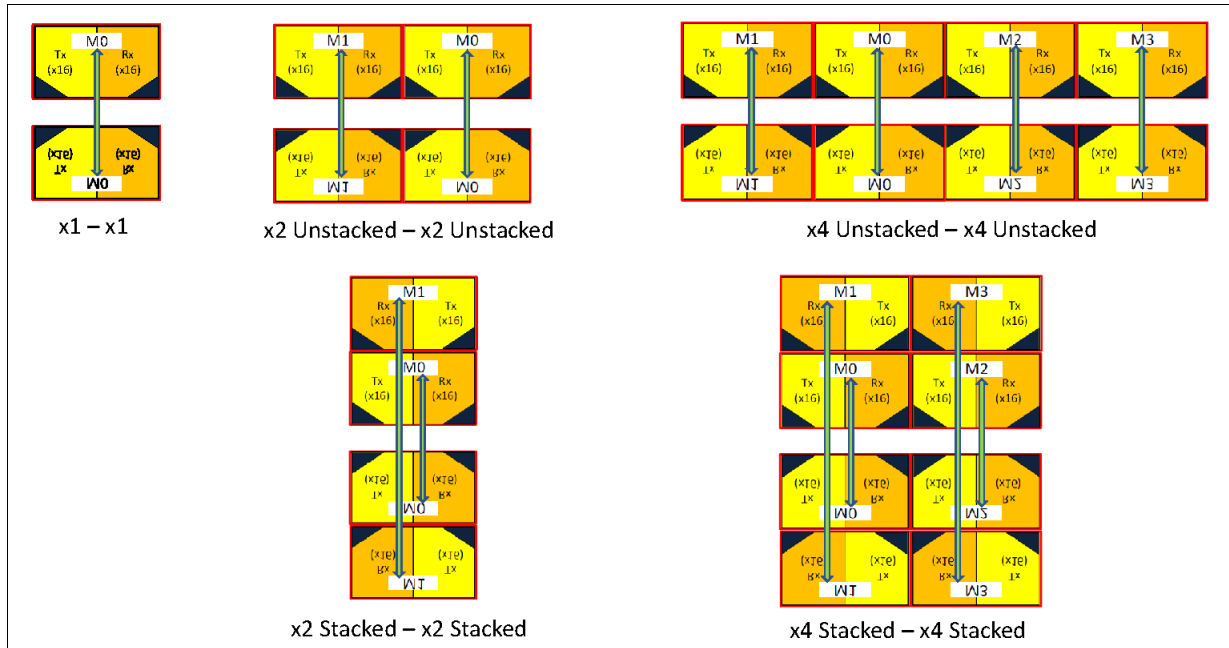 M0
Tx Rx
(x16) (x16)
(x16) (x16)
Tx Rx
M0
x1 – x1
M1 M0
Tx Rx Tx Rx
(x16) (x16) (x16) (x16)
(x16) (x16) (x16) (x16)
Tx Rx Tx Rx
M1 M0
x2 Unstacked – x2 Unstacked
M1 M0 M2 M3
Tx Rx Tx Rx Tx Rx Tx Rx
(x16) (x16) (x16) (x16) (x16) (x16) (x16) (x16)
(x16) (x16) (x16) (x16) (x16) (x16) (x16) (x16)
Tx Rx Tx Rx Tx Rx Tx Rx
M1 M0 M2 M3
x4 Unstacked – x4 Unstacked
M1
Rx Tx
(x16) (x16)
M0
Tx Rx
(x16) (x16)
(x16) (x16)
Tx Rx
M0
(x16) (x16)
Rx Tx
M1
x2 Stacked – x2 Stacked
M1 M3
Rx Tx Rx Tx
(x16) (x16) (x16) (x16)
M0 M2
Tx Rx Tx Rx
(x16) (x16) (x16) (x16)
(x16) (x16) (x16) (x16)
Tx Rx Tx Rx
M0 M2
(x16) (x16) (x16) (x16)
Rx Tx Rx Tx
M1 M3
x4 Stacked – x4 Stacked